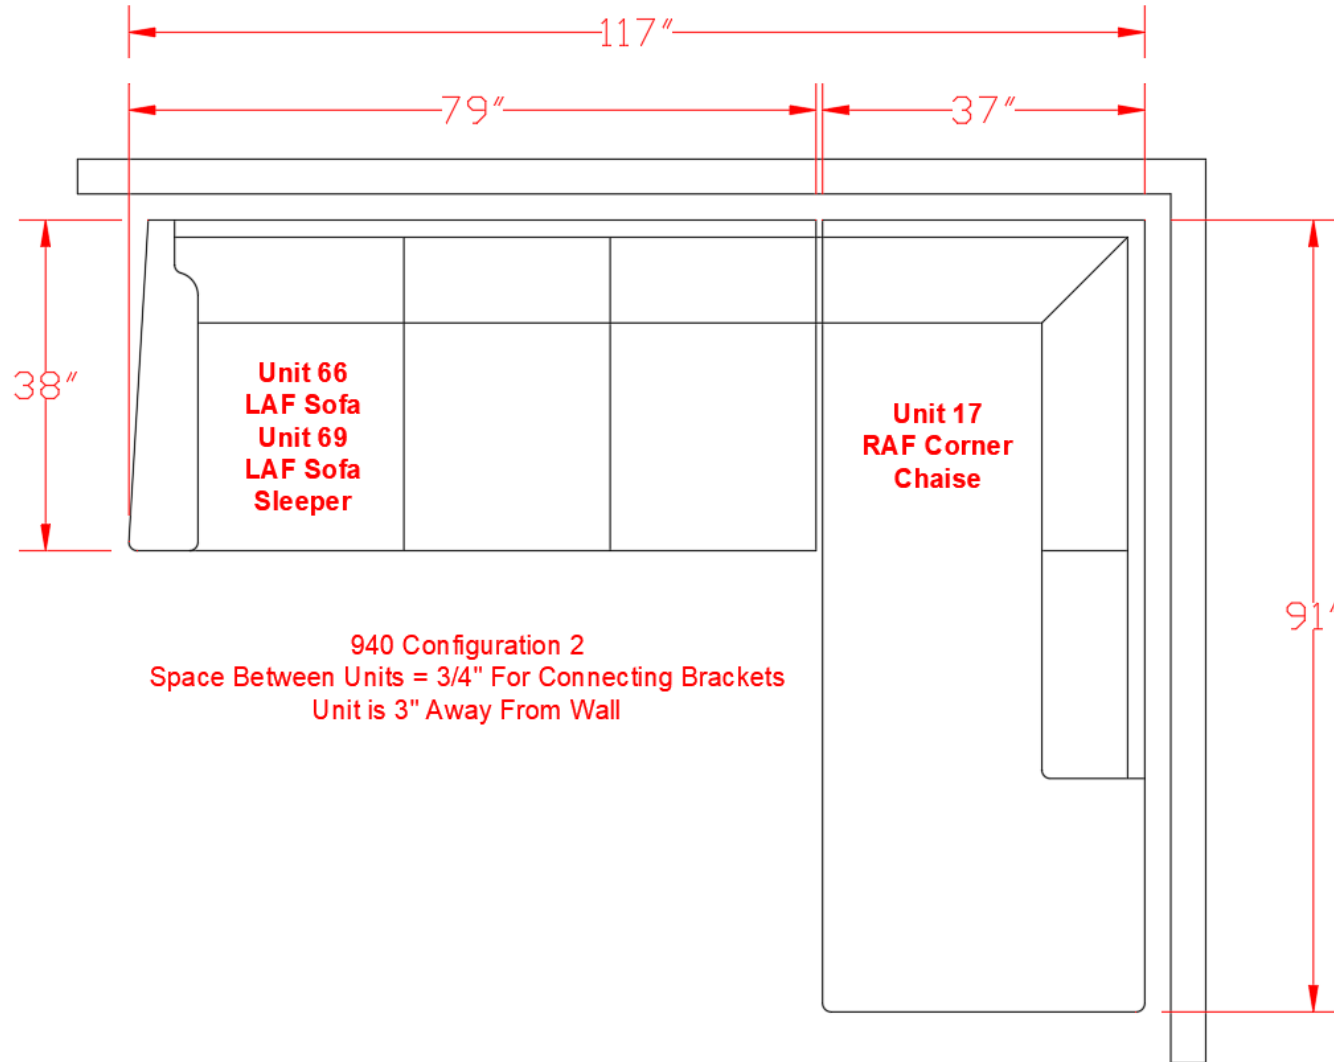 117"
79"
37"
38"
Unit 66
LAF Sofa
Unit 69
LAF Sofa
Sleeper
Unit 17
RAF Corner
Chaise
91"
940 Configuration 2
Space Between Units = 3/4" For Connecting Brackets
Unit is 3" Away From Wall